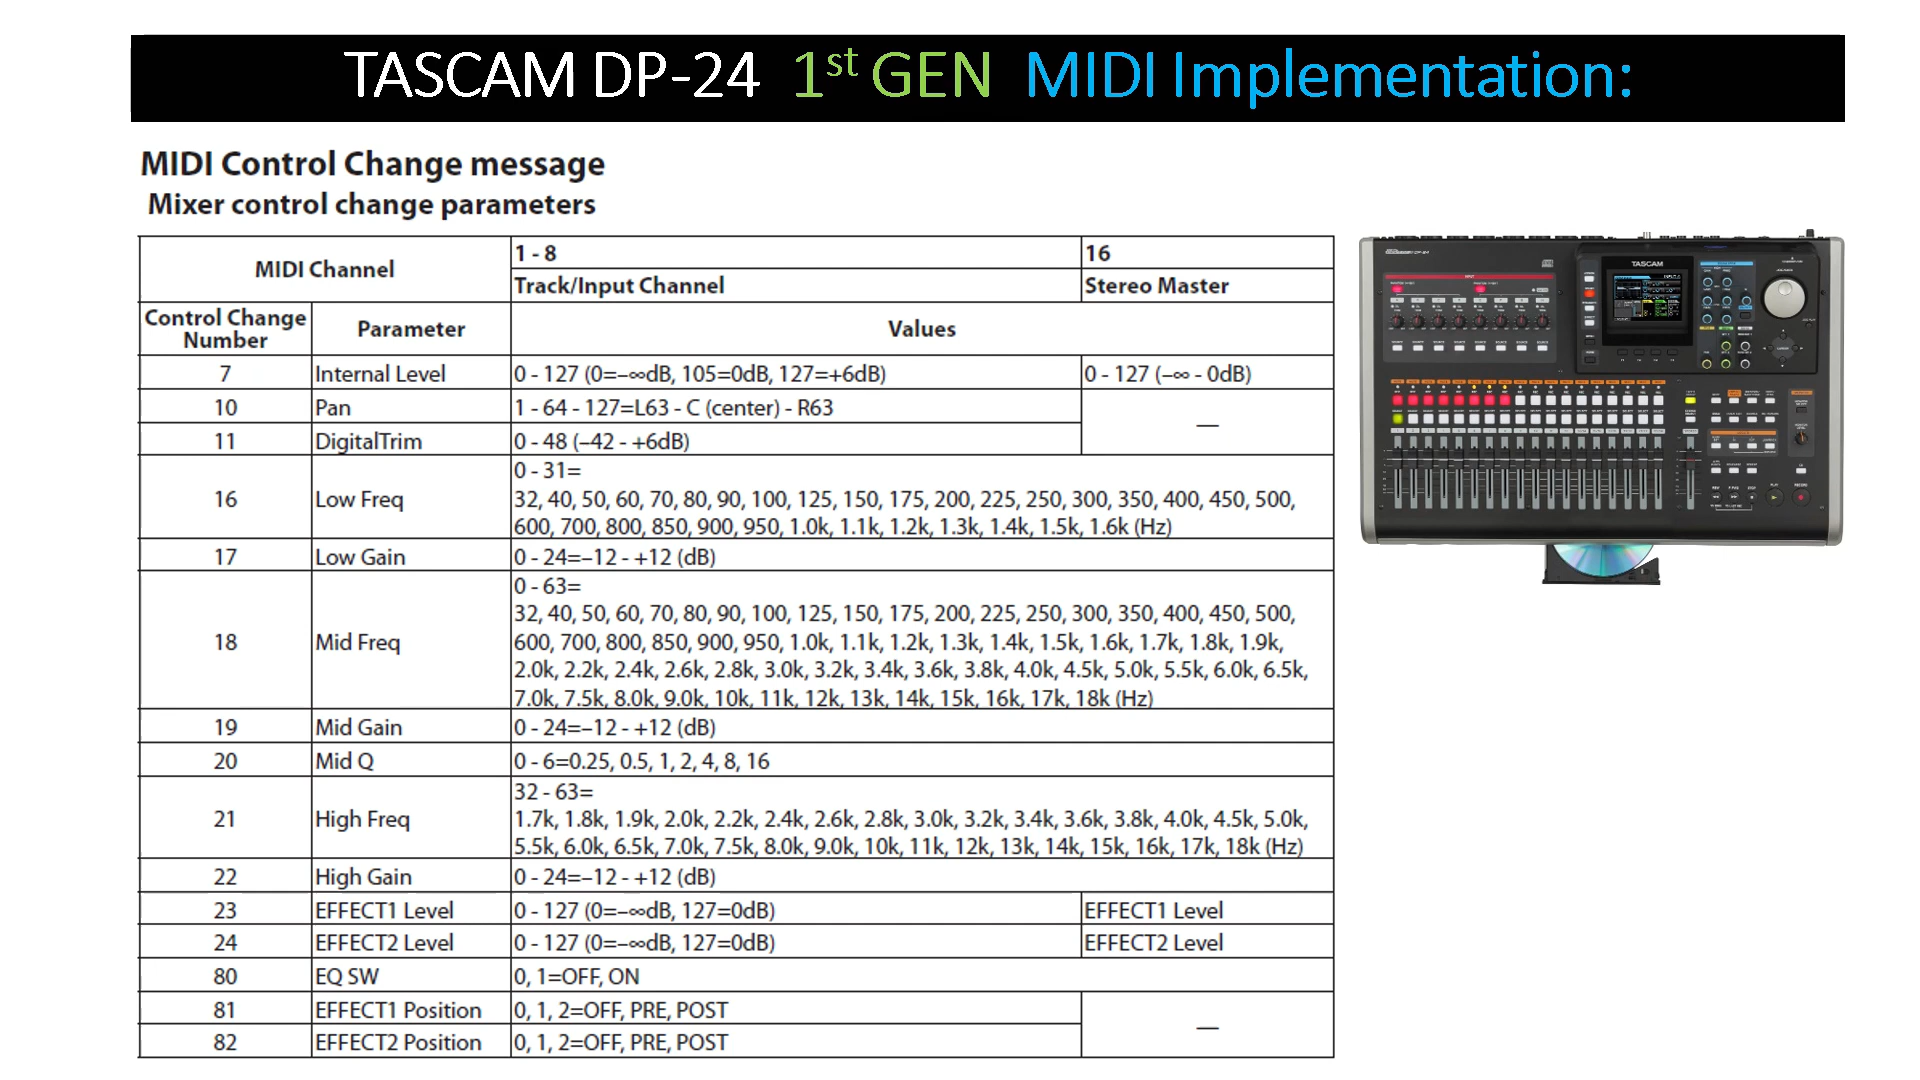 TASCAM DP-24 1st GEN MIDI Implementation:
MIDI Control Change message
Mixer control change parameters
MIDI Channel
1 - 8
16
Track/Input Channel
Stereo Master
Control Change
Number
Parameter
Values
7
Internal Level
0 - 127 (0=–∞dB, 105=0dB, 127=+6dB)
0 - 127 (–∞ - 0dB)
10
Pan
1 - 64 - 127=L63 - C (center) - R63
—
11
DigitalTrim
0 - 48 (–42 - +6dB)
16
Low Freq
0 - 31=
32, 40, 50, 60, 70, 80, 90, 100, 125, 150, 175, 200, 225, 250, 300, 350, 400, 450, 500,
600, 700, 800, 850, 900, 950, 1.0k, 1.1k, 1.2k, 1.3k, 1.4k, 1.5k, 1.6k (Hz)
17
Low Gain
0 - 24=–12 - +12 (dB)
18
Mid Freq
0 - 63=
32, 40, 50, 60, 70, 80, 90, 100, 125, 150, 175, 200, 225, 250, 300, 350, 400, 450, 500,
600, 700, 800, 850, 900, 950, 1.0k, 1.1k, 1.2k, 1.3k, 1.4k, 1.5k, 1.6k, 1.7k, 1.8k, 1.9k,
2.0k, 2.2k, 2.4k, 2.6k, 2.8k, 3.0k, 3.2k, 3.4k, 3.6k, 3.8k, 4.0k, 4.5k, 5.0k, 5.5k, 6.0k, 6.5k,
7.0k, 7.5k, 8.0k, 9.0k, 10k, 11k, 12k, 13k, 14k, 15k, 16k, 17k, 18k (Hz)
19
Mid Gain
0 - 24=–12 - +12 (dB)
20
Mid Q
0 - 6=0.25, 0.5, 1, 2, 4, 8, 16
21
High Freq
32 - 63=
1.7k, 1.8k, 1.9k, 2.0k, 2.2k, 2.4k, 2.6k, 2.8k, 3.0k, 3.2k, 3.4k, 3.6k, 3.8k, 4.0k, 4.5k, 5.0k,
5.5k, 6.0k, 6.5k, 7.0k, 7.5k, 8.0k, 9.0k, 10k, 11k, 12k, 13k, 14k, 15k, 16k, 17k, 18k (Hz)
22
High Gain
0 - 24=–12 - +12 (dB)
23
EFFECT1 Level
0 - 127 (0=–∞dB, 127=0dB)
EFFECT1 Level
24
EFFECT2 Level
0 - 127 (0=–∞dB, 127=0dB)
EFFECT2 Level
80
EQ SW
0, 1=OFF, ON
81
EFFECT1 Position
0, 1, 2=OFF, PRE, POST
—
82
EFFECT2 Position
0, 1, 2=OFF, PRE, POST
TASCAM